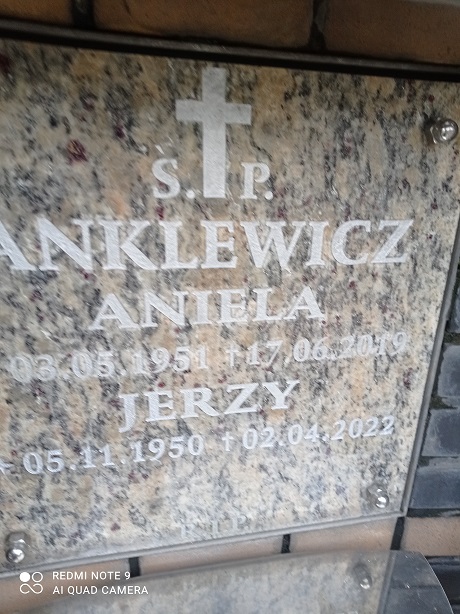 Ś. P.
ANKLEWICZ
ANIELA
03.05.1951 †17.06.2019
JERZY
05.11.1950 †02.04.2022
REDMI NOTE 9
AI QUAD CAMERA